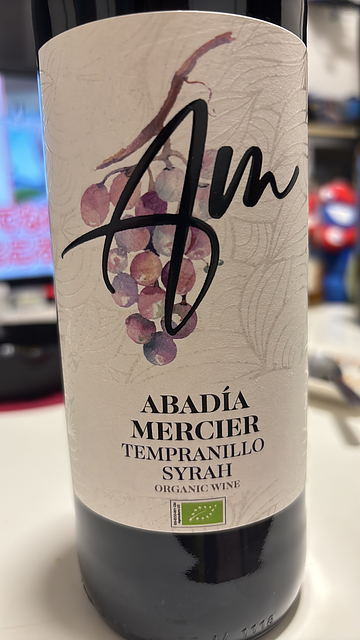 Am
ABADÍA
MERCIER
TEMPRANILLO
SYRAH
ORGANIC WINE